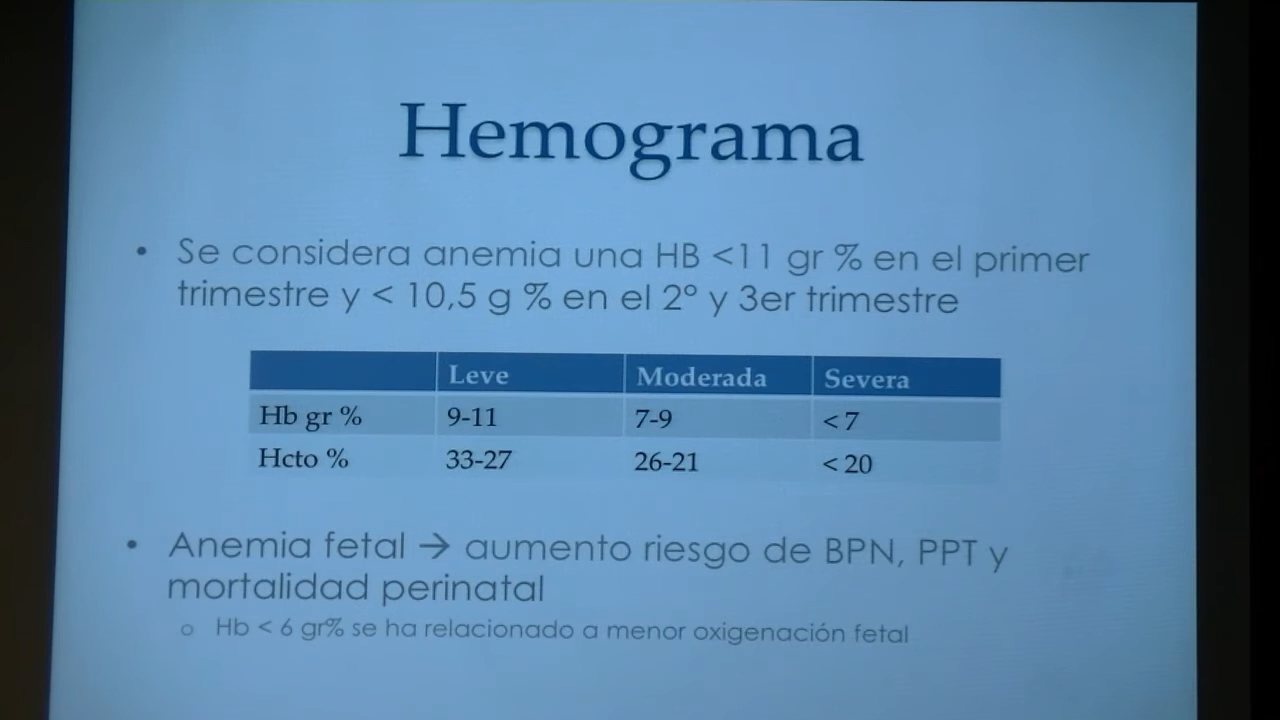 Hemograma
• Se considera anemia una HB <11 gr % en el primer
trimestre y < 10,5 g % en el 2° y 3er trimestre
Leve Moderada Severa
Hb gr % 9-11 7-9 < 7
Hcto % 33-27 26-21 < 20
• Anemia fetal → aumento riesgo de BPN, PPT y
mortalidad perinatal
o Hb < 6 gr% se ha relacionado a menor oxigenación fetal